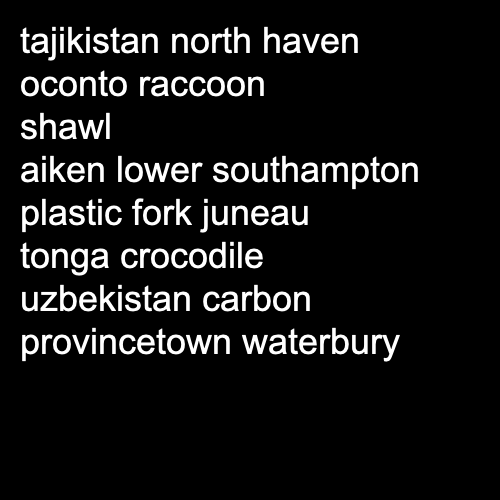 tajikistan north haven
oconto raccoon
shawl
aiken lower southampton
plastic fork juneau
tonga crocodile
uzbekistan carbon
provincetown waterbury